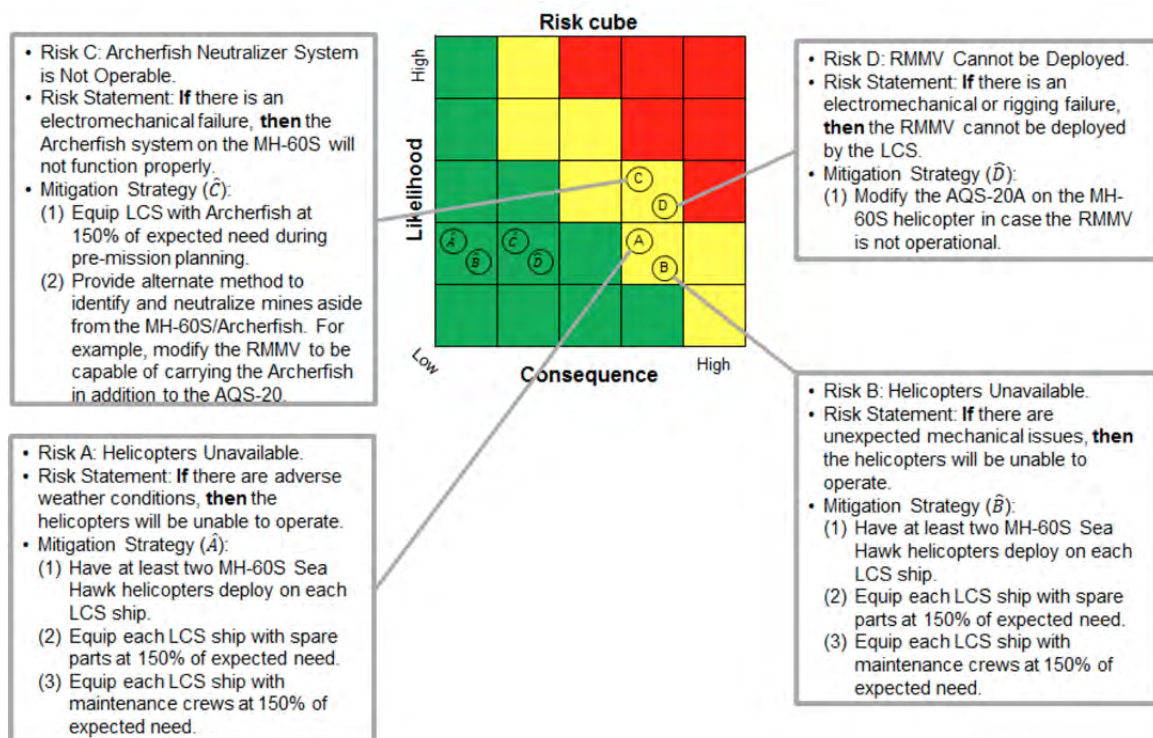 Risk cube
• Risk C: Archerfish Neutralizer System
is Not Operable.
• Risk Statement: If there is an
electromechanical failure, then the
Archerfish system on the MH-60S will
not function properly.
• Mitigation Strategy (Ĉ):
(1) Equip LCS with Archerfish at
150% of expected need during
pre-mission planning.
(2) Provide alternate method to
identify and neutralize mines aside
from the MH-60S/Archerfish. For
example, modify the RMMV to be
capable of carrying the Archerfish
in addition to the AQS-20.
High
Likelihood
C
D
Â
B̂
Ĉ
D̂
A
B
Low
Consequence
High
• Risk D: RMMV Cannot be Deployed.
• Risk Statement: If there is an
electromechanical or rigging failure,
then the RMMV cannot be deployed
by the LCS.
• Mitigation Strategy (D̂):
(1) Modify the AQS-20A on the MH-
60S helicopter in case the RMMV
is not operational.
• Risk A: Helicopters Unavailable.
• Risk Statement: If there are adverse
weather conditions, then the
helicopters will be unable to operate.
• Mitigation Strategy (Â):
(1) Have at least two MH-60S Sea
Hawk helicopters deploy on each
LCS ship.
(2) Equip each LCS ship with spare
parts at 150% of expected need.
(3) Equip each LCS ship with
maintenance crews at 150% of
expected need.
• Risk B: Helicopters Unavailable.
• Risk Statement: If there are
unexpected mechanical issues, then
the helicopters will be unable to
operate.
• Mitigation Strategy (B̂):
(1) Have at least two MH-60S Sea
Hawk helicopters deploy on each
LCS ship.
(2) Equip each LCS ship with spare
parts at 150% of expected need.
(3) Equip each LCS ship with
maintenance crews at 150% of
expected need.